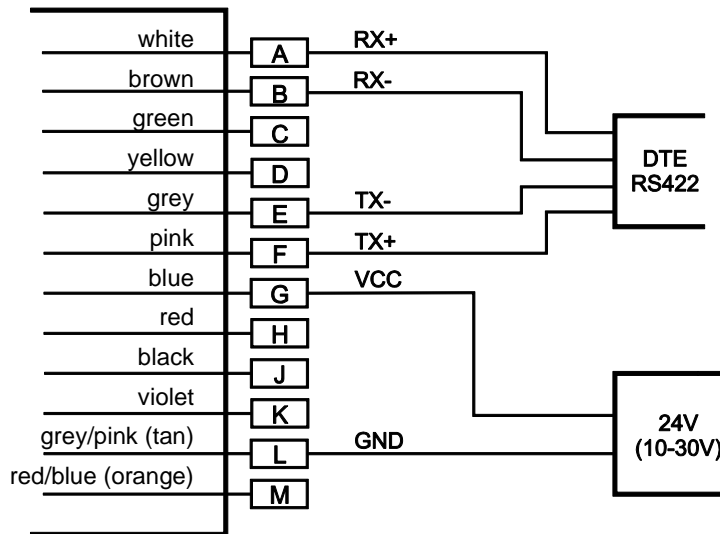 white A RX+
brown B RX-
green C
yellow D
grey E TX-
pink F TX+
blue G VCC
red H
black J
violet K
grey/pink (tan) L GND
red/blue (orange) M
DTE
RS422
24V
(10-30V)